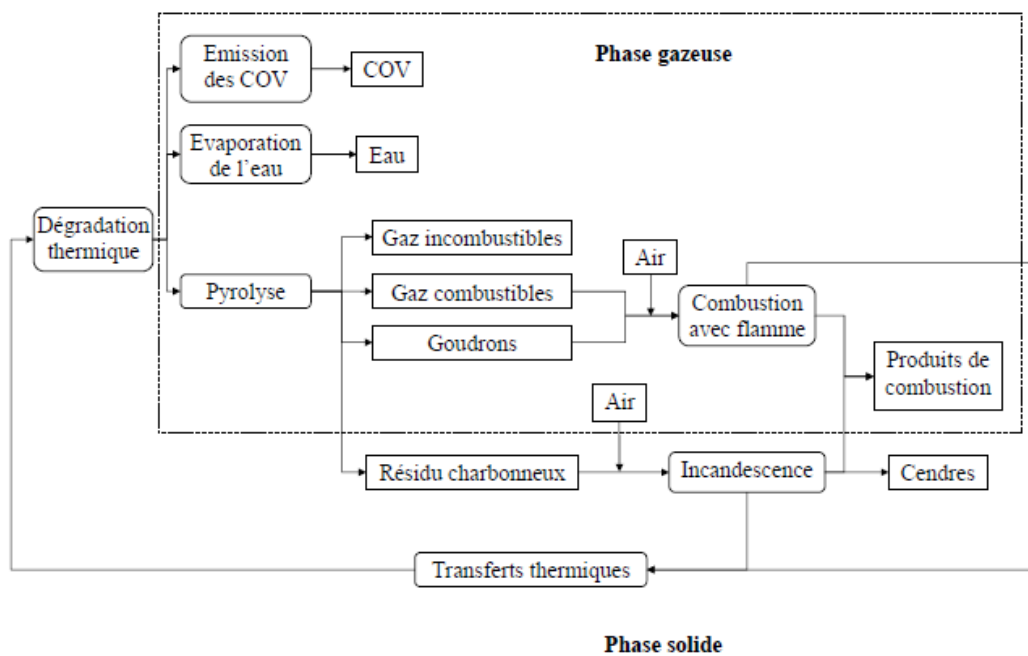 Emission
des COV
COV
Phase gazeuse
Evaporation
de l'eau
Eau
Dégradation
thermique
Gaz incombustibles
Air
Pyrolyse
Gaz combustibles
Combustion
avec flamme
Goudrons
Produits de
combustion
Air
Résidu charbonneux
Incandescence
Cendres
Transferts thermiques
Phase solide